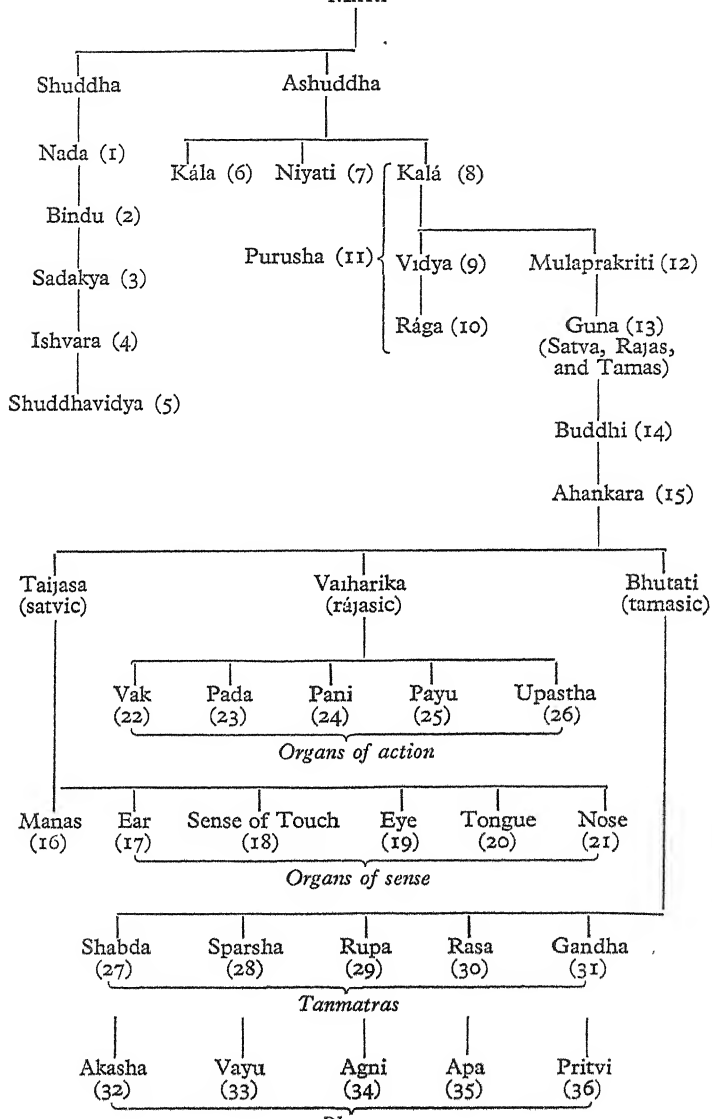 Shuddha Ashuddha
Nada (1)
Kála (6) Niyati (7) Kalá (8)
Bindu (2)
Purusha (11) Vidya (9) Mulaprakriti (12)
Sadakya (3)
Ishvara (4) Rága (10) Guna (13)
(Satva, Rajas,
and Tamas)
Shuddhavidya (5)
Buddhi (14)
Ahankara (15)
Taijasa Vaiharika Bhutati
(satvic) (rájasic) (tamasic)
Vak Pada Pani Payu Upastha
(22) (23) (24) (25) (26)
Organs of action
Manas Ear Sense of Touch Eye Tongue Nose
(16) (17) (18) (19) (20) (21)
Organs of sense
Shabda Sparsha Rupa Rasa Gandha
(27) (28) (29) (30) (31)
Tanmatras
Akasha Vayu Agni Apa Pritvi
(32) (33) (34) (35) (36)